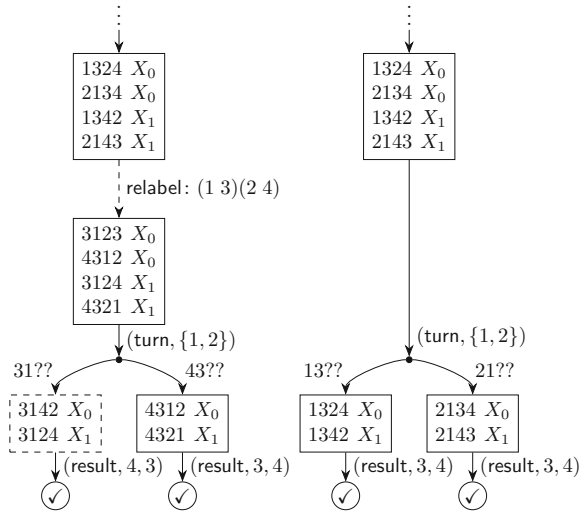 ⋮ ⋮
1324 X₀
2134 X₀
1342 X₁
2143 X₁
1324 X₀
2134 X₀
1342 X₁
2143 X₁
relabel: (1 3)(2 4)
3123 X₀
4312 X₀
3124 X₁
4321 X₁
(turn, {1, 2})
(turn, {1, 2})
31??
43??
13??
21??
3142 X₀
3124 X₁
4312 X₀
4321 X₁
1324 X₀
1342 X₁
2134 X₀
2143 X₁
(result, 4, 3)
(result, 3, 4)
(result, 3, 4)
(result, 3, 4)
✓ ✓ ✓ ✓